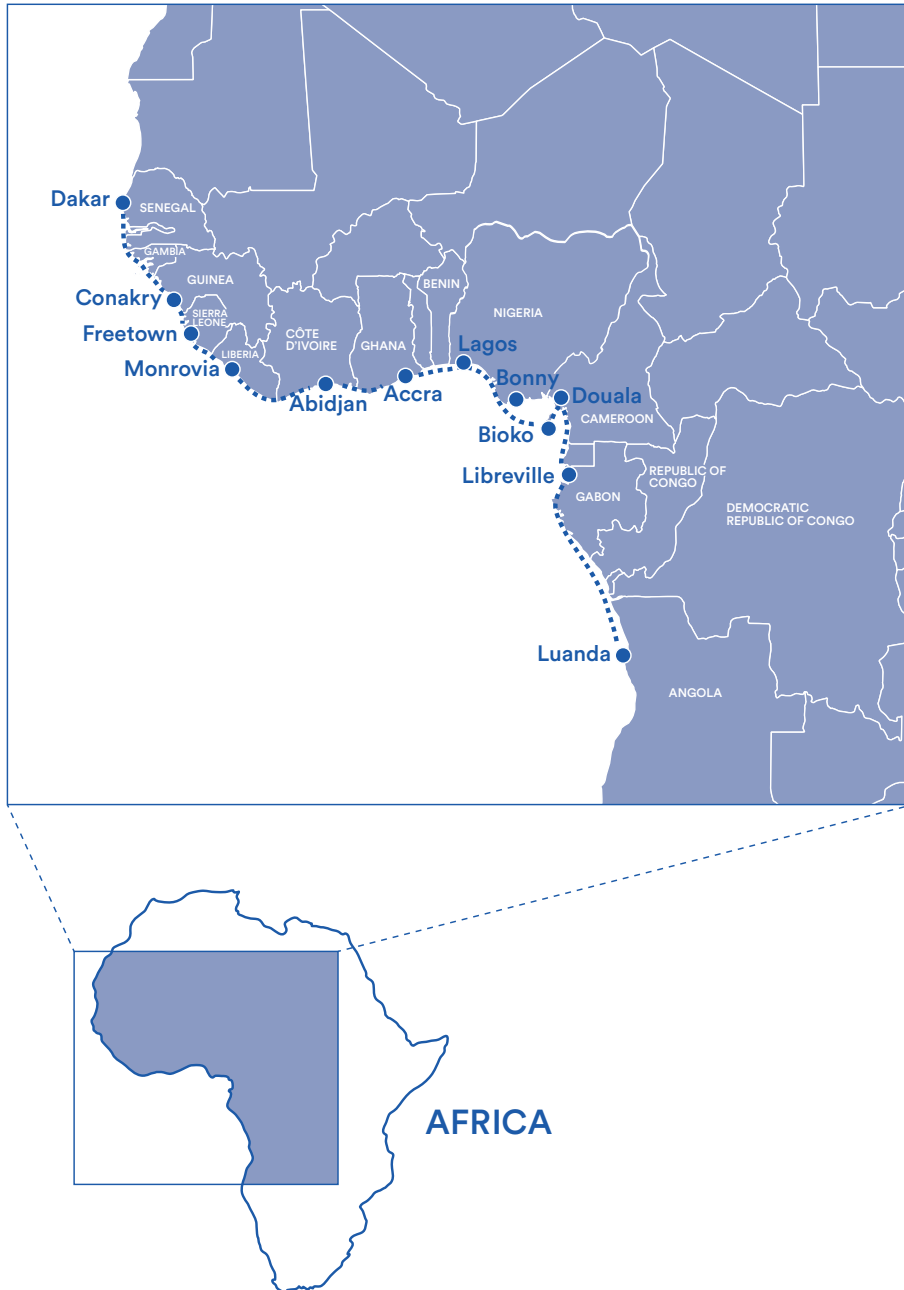 Dakar
SENEGAL
GAMBIA
GUINEA
Conakry
SIERRA
LEONE
Freetown
BENIN
NIGERIA
CÔTE
D'IVOIRE
GHANA
Lagos
LIBERIA
Monrovia
Abidjan
Accra
Bonny
Douala
CAMEROON
Bioko
Libreville
REPUBLIC OF
CONGO
GABON
DEMOCRATIC
REPUBLIC OF CONGO
Luanda
ANGOLA
AFRICA